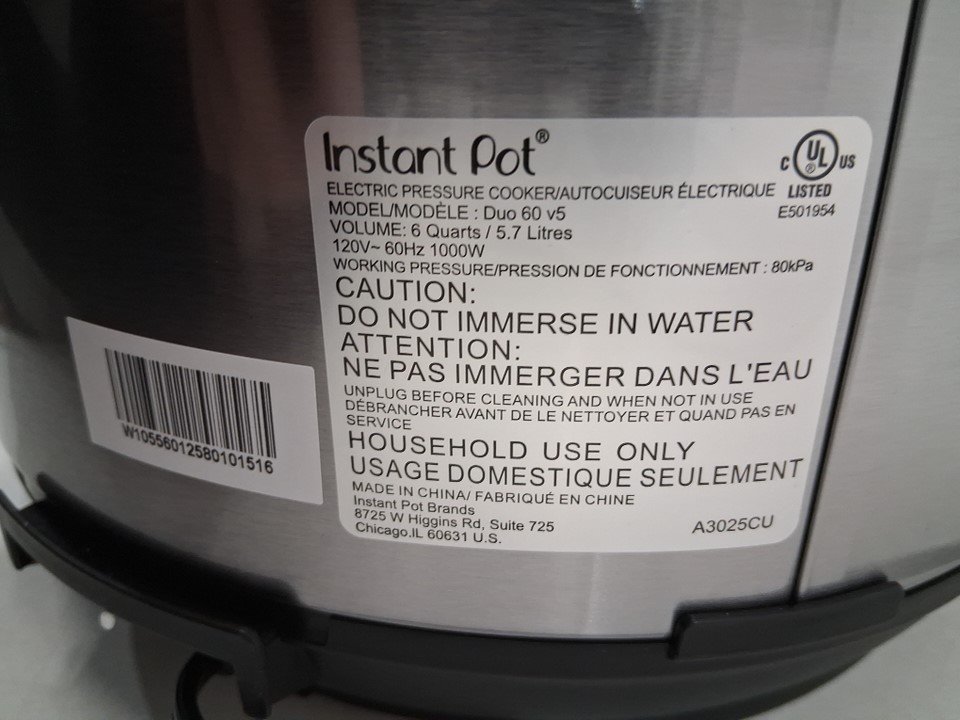 Instant Pot®
C UL® US
LISTED
E501954
ELECTRIC PRESSURE COOKER/AUTOCUISEUR ÉLECTRIQUE
MODEL/MODÈLE : Duo 60 v5
VOLUME: 6 Quarts / 5.7 Litres
120V~ 60Hz 1000W
WORKING PRESSURE/PRESSION DE FONCTIONNEMENT : 80kPa
CAUTION:
DO NOT IMMERSE IN WATER
ATTENTION:
NE PAS IMMERGER DANS L'EAU
UNPLUG BEFORE CLEANING AND WHEN NOT IN USE
DÉBRANCHER AVANT DE LE NETTOYER ET QUAND PAS EN
SERVICE
HOUSEHOLD USE ONLY
USAGE DOMESTIQUE SEULEMENT
MADE IN CHINA/ FABRIQUÉ EN CHINE
Instant Pot Brands
8725 W Higgins Rd, Suite 725
Chicago,IL 60631 U.S.
A3025CU
W10556012580101516